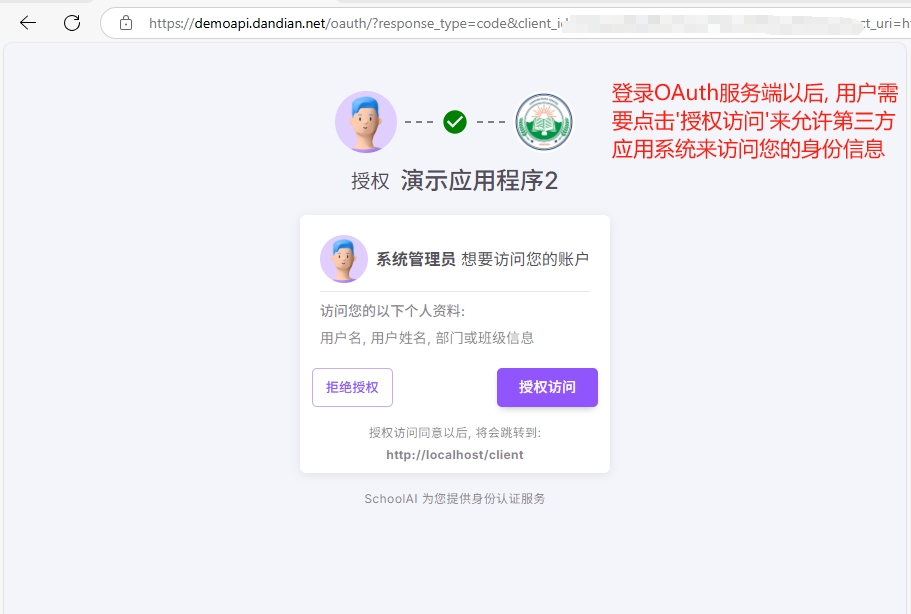 https://demoapi.dandian.net/oauth/?response_type=code&client_id ct_uri=h
登录OAuth服务端以后, 用户需
要点击'授权访问'来允许第三方
应用系统来访问您的身份信息
授权 演示应用程序2
系统管理员 想要访问您的账户
访问您的以下个人资料:
用户名, 用户姓名, 部门或班级信息
拒绝授权 授权访问
授权访问同意以后, 将会跳转到:
http://localhost/client
SchoolAI 为您提供身份认证服务